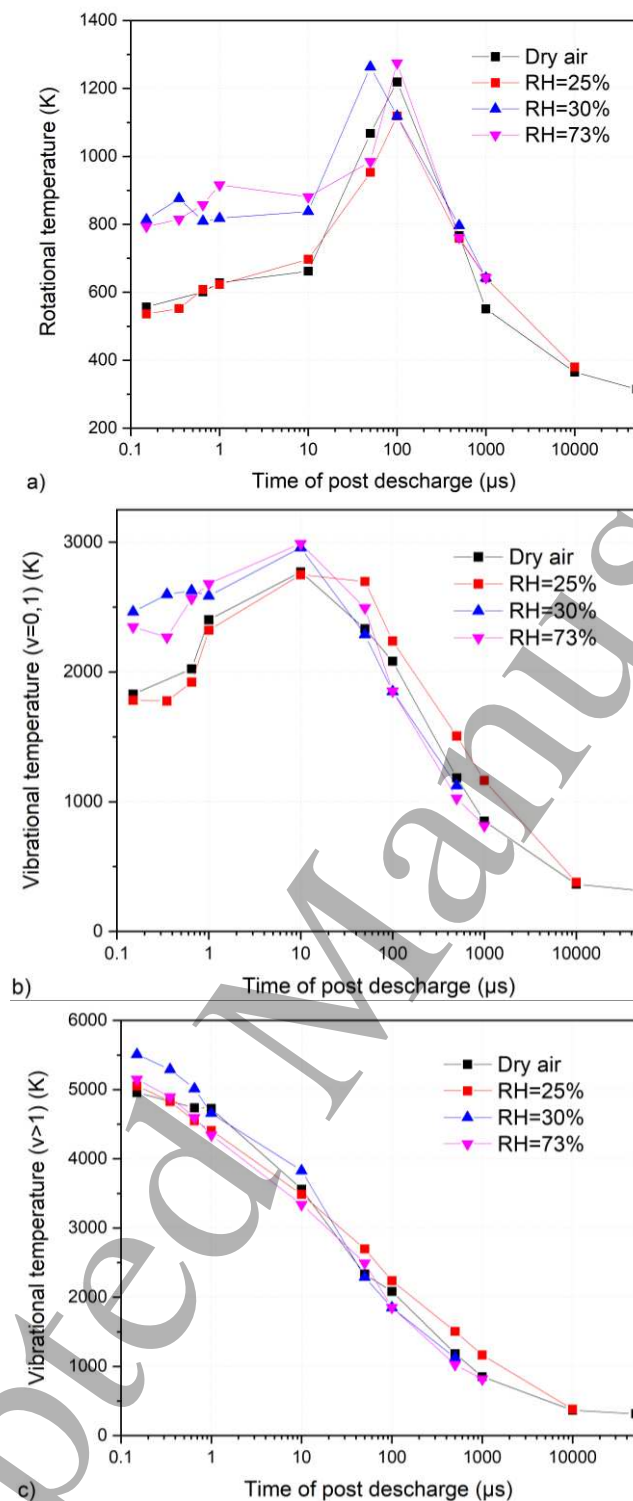 1400
1200
1000
800
600
400
200
Rotational temperature (K)
Dry air
RH=25%
RH=30%
RH=73%
0.1 1 10 100 1000 10000
a) Time of post descharge (µs)
3000
2000
1000
0
Vibrational temperature (v=0,1) (K)
Dry air
RH=25%
RH=30%
RH=73%
0.1 1 10 100 1000 10000
b) Time of post descharge (µs)
6000
5000
4000
3000
2000
1000
0
Vibrational temperature (v>1) (K)
Dry air
RH=25%
RH=30%
RH=73%
0.1 1 10 100 1000 10000
c) Time of post descharge (µs)
pted Manus